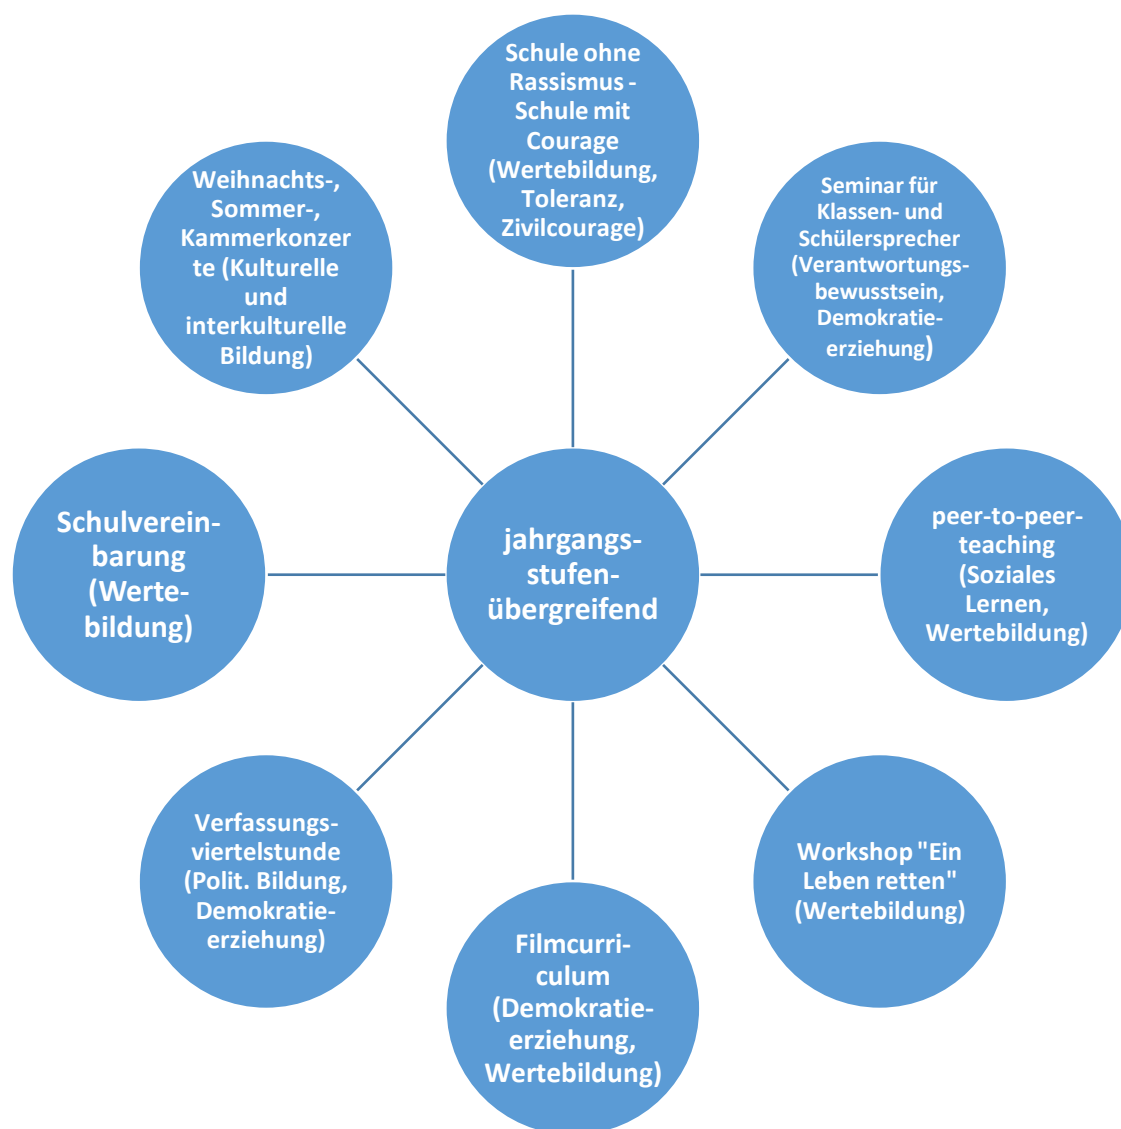 Schule ohne
Rassismus -
Schule mit
Courage
(Wertebildung,
Toleranz,
Zivilcourage)
Seminar für
Klassen- und
Schülersprecher
(Verantwortungs-
bewusstsein,
Demokratie-
erziehung)
peer-to-peer-
teaching
(Soziales
Lernen,
Wertebildung)
Workshop "Ein
Leben retten"
(Wertebildung)
Filmcurri-
culum
(Demokratie-
erziehung,
Wertebildung)
Verfassungs-
viertelstunde
(Polit. Bildung,
Demokratie-
erziehung)
Schulverein-
barung
(Werte-
bildung)
Weihnachts-,
Sommer-,
Kammerkonzer
te (Kulturelle
und
interkulturelle
Bildung)
jahrgangs-
stufen-
übergreifend